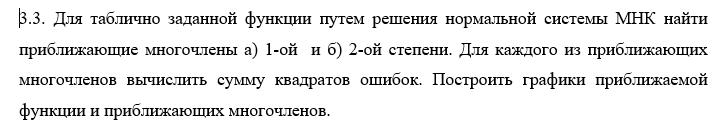 3.3. Для таблично заданной функции путем решения нормальной системы МНК найти
приближающие многочлены а) 1-ой и б) 2-ой степени. Для каждого из приближающих
многочленов вычислить сумму квадратов ошибок. Построить графики приближаемой
функции и приближающих многочленов.